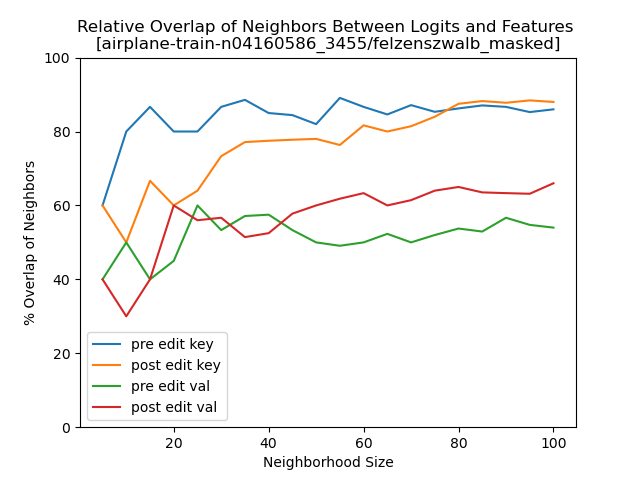 Relative Overlap of Neighbors Between Logits and Features
[airplane-train-n04160586_3455/felzenszwalb_masked]
100
80
60
40
20
0
% Overlap of Neighbors
pre edit key
post edit key
pre edit val
post edit val
20 40 60 80 100
Neighborhood Size